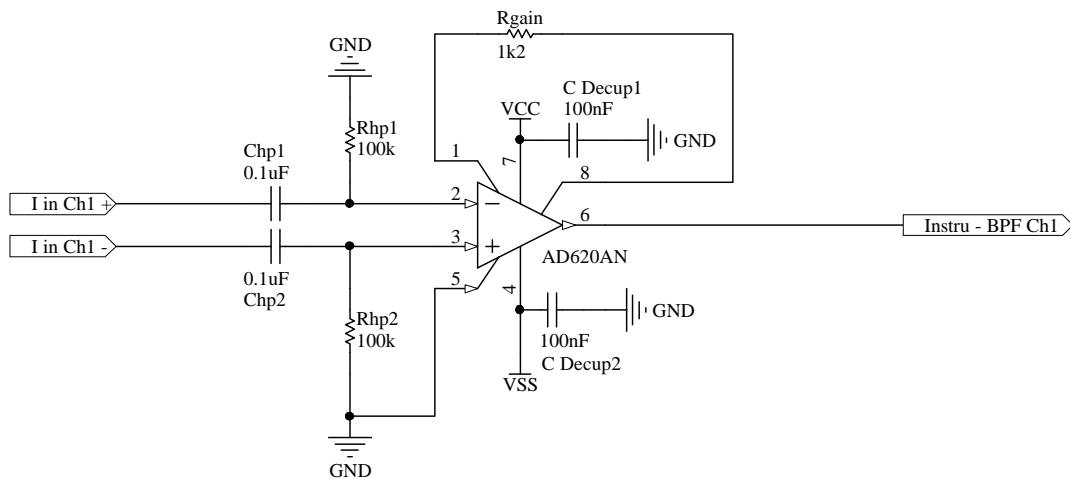 Rgain
1k2
GND
C Decup1
100nF
VCC
GND
Rhp1
100k
Chp1
0.1uF
1
7
8
I in Ch1 +
2
−
6
Instru - BPF Ch1
I in Ch1 -
3
+
AD620AN
0.1uF
Chp2
5
4
GND
Rhp2
100k
100nF
C Decup2
VSS
GND